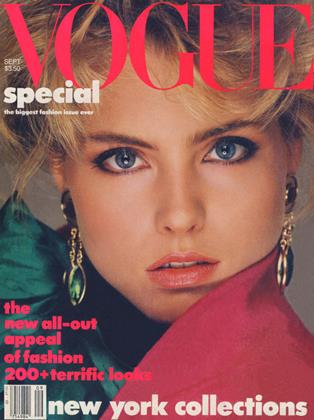 VOGUE
SEPT
$3.50
special
the biggest fashion issue ever
the
new all-out
appeal
of fashion
200+terrific looks
new york collections